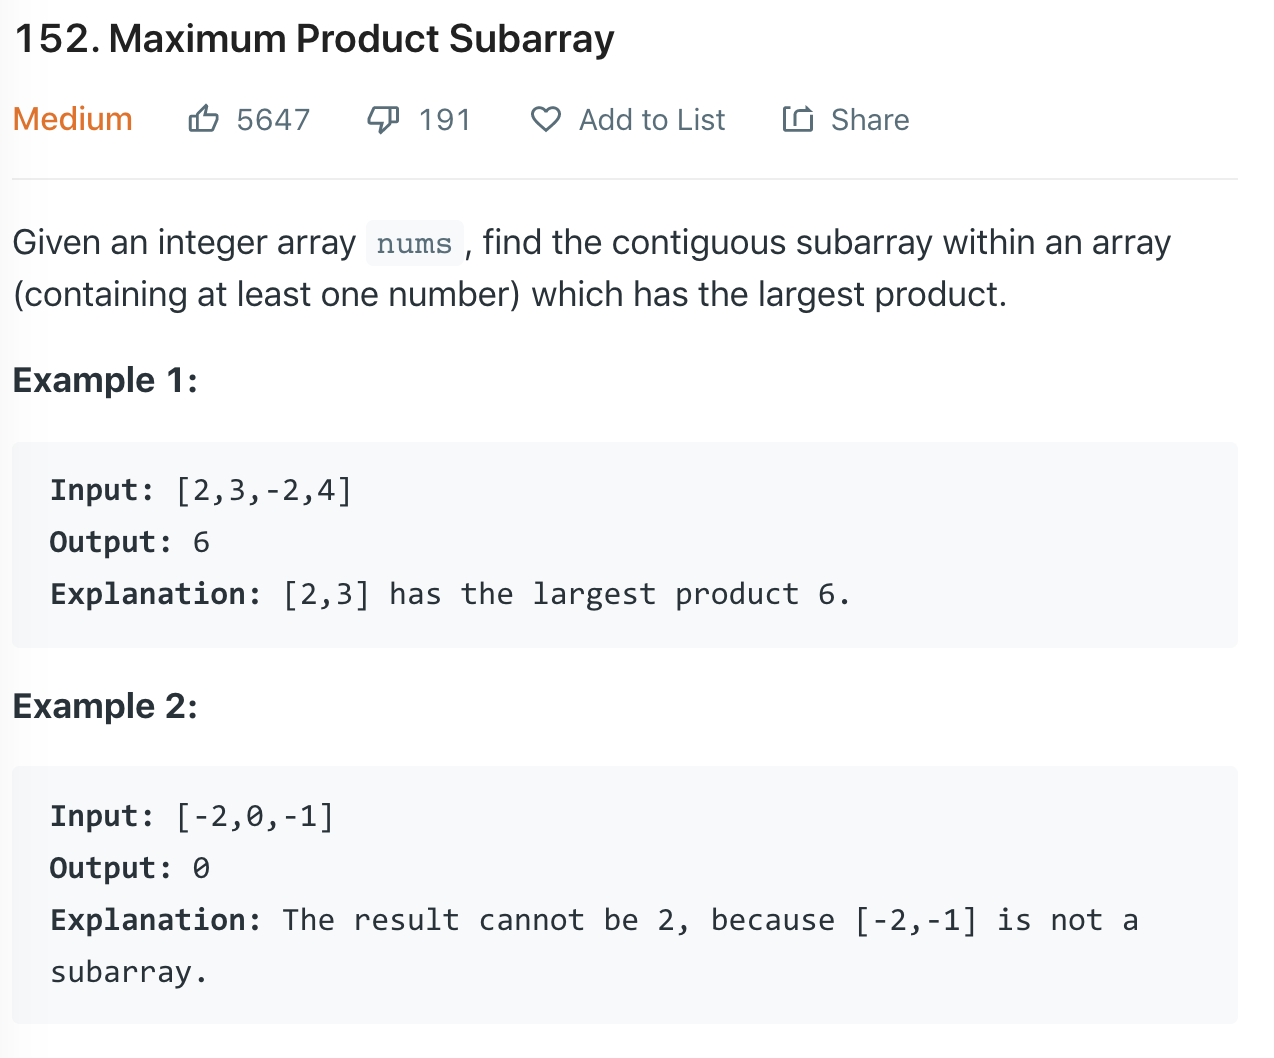 152. Maximum Product Subarray
Medium 5647 191 Add to List Share
Given an integer array nums , find the contiguous subarray within an array
(containing at least one number) which has the largest product.
Example 1:
Input: [2,3,-2,4]
Output: 6
Explanation: [2,3] has the largest product 6.
Example 2:
Input: [-2,0,-1]
Output: 0
Explanation: The result cannot be 2, because [-2,-1] is not a
subarray.